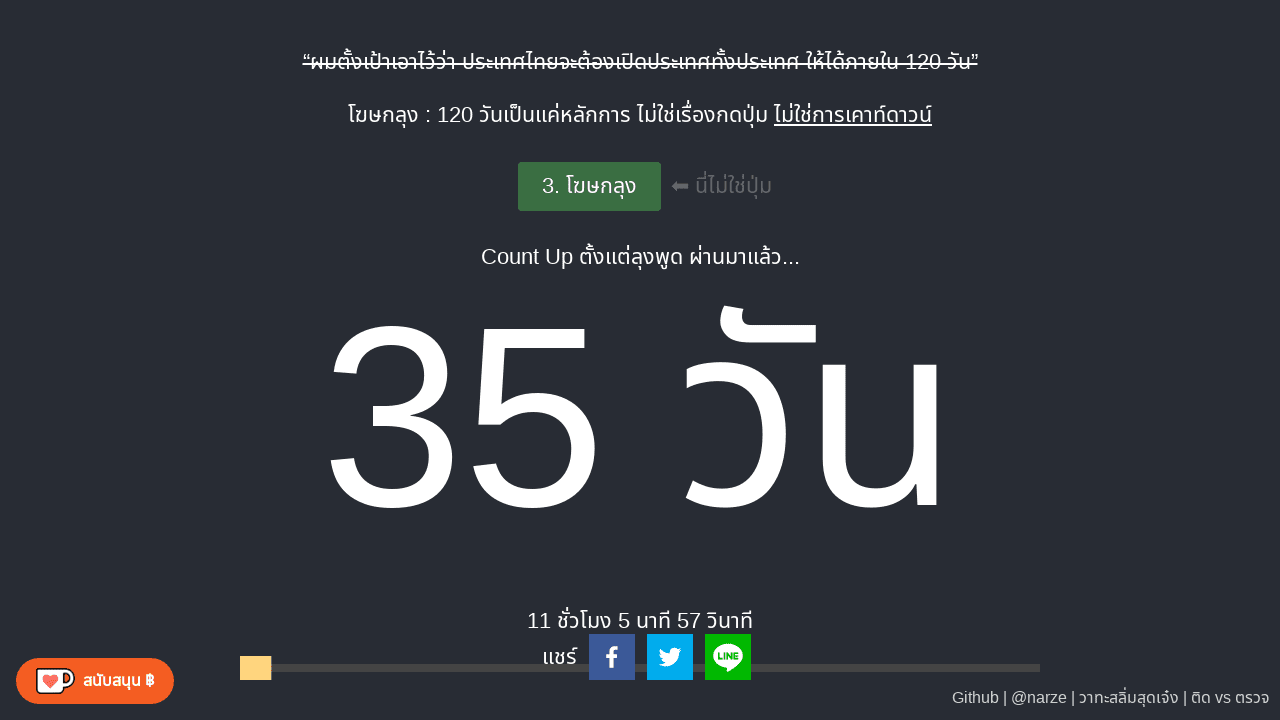 “ผมตั้งเป้าเอาไว้ว่า ประเทศไทยจะต้องเปิดประเทศทั้งประเทศ ให้ได้ภายใน 120 วัน”
โฆษกลุง : 120 วันเป็นแค่หลักการ ไม่ใช่เรื่องกดปุ่ม ไม่ใช่การเคาท์ดาวน์
3. โฆษกลุง ⬅ นี่ไม่ใช่ปุ่ม
Count Up ตั้งแต่ลุงพูด ผ่านมาแล้ว...
35 วัน
11 ชั่วโมง 5 นาที 57 วินาที
แชร์ LINE
สนับสนุน ฿
Github | @narze | วาทะสลิ่มสุดเจ๋ง | ติด vs ตรวจ